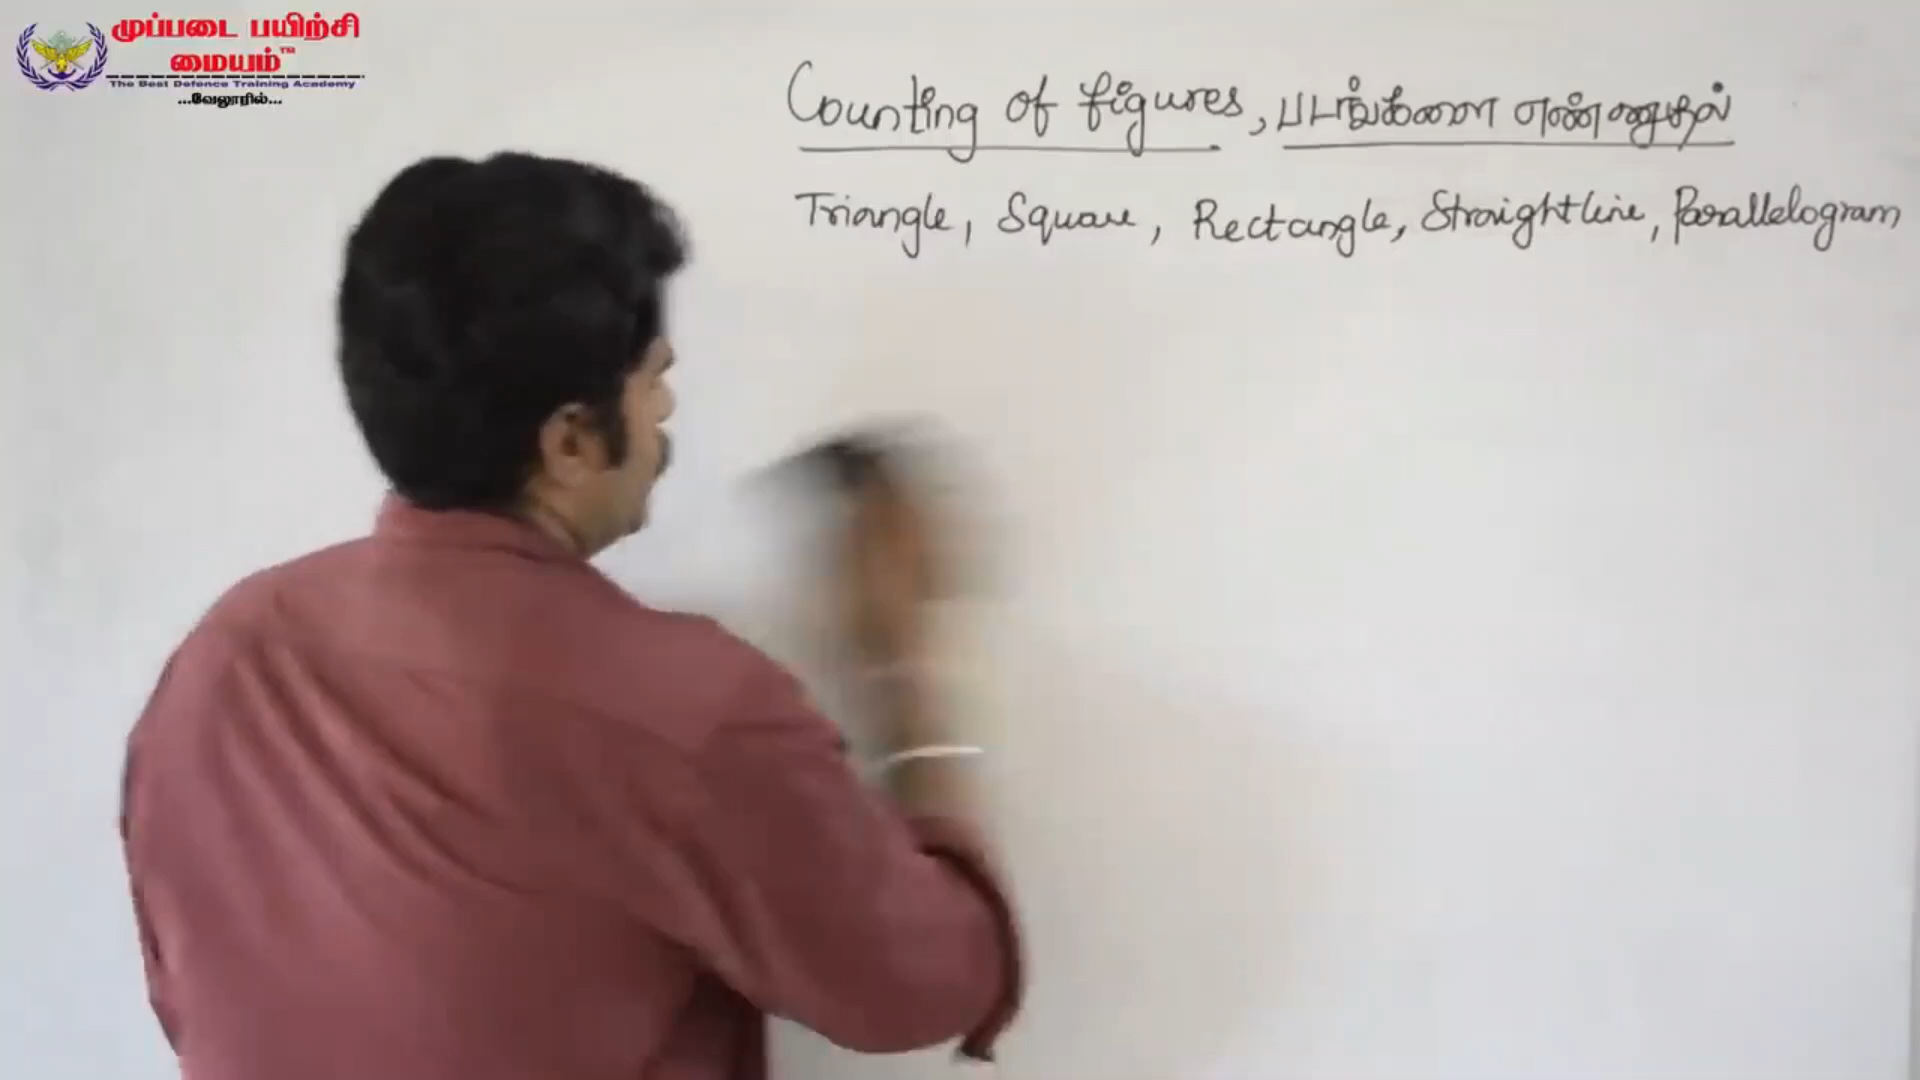 முப்படை பயிற்சி
மையம்™
The Best Defence Training Academy
...வேலூரில்...
Counting of figures, படங்களை எண்ணுதல்
Triangle, Square, Rectangle, Straight line, Parallelogram